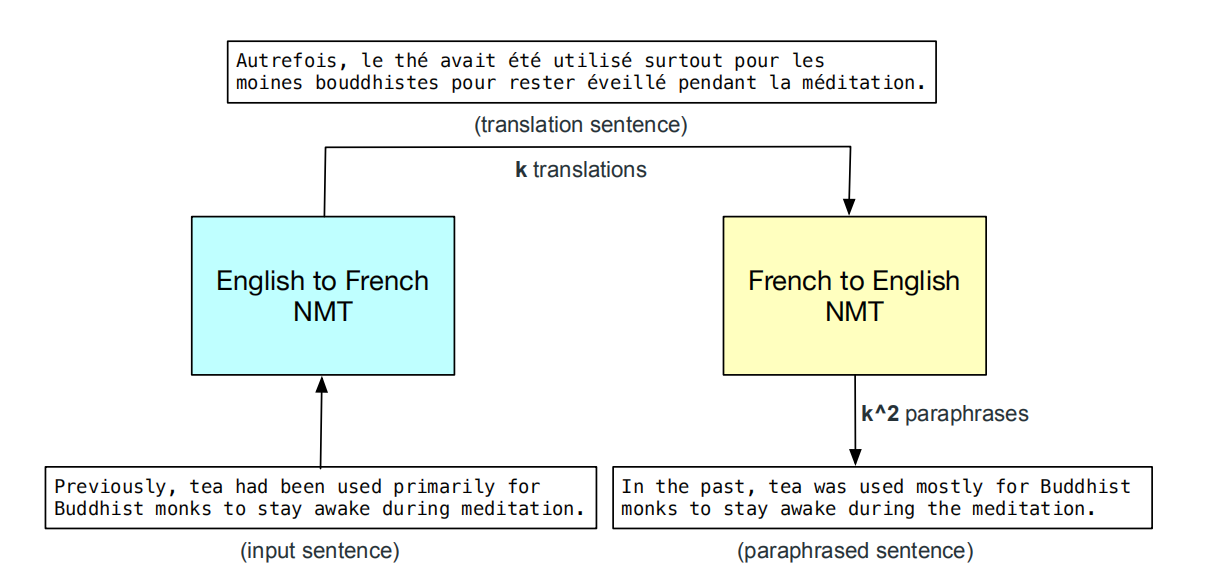 Autrefois, le thé avait été utilisé surtout pour les
moines bouddhistes pour rester éveillé pendant la méditation.
(translation sentence)
k translations
English to French
NMT
French to English
NMT
k^2 paraphrases
Previously, tea had been used primarily for
Buddhist monks to stay awake during meditation.
(input sentence)
In the past, tea was used mostly for Buddhist
monks to stay awake during the meditation.
(paraphrased sentence)